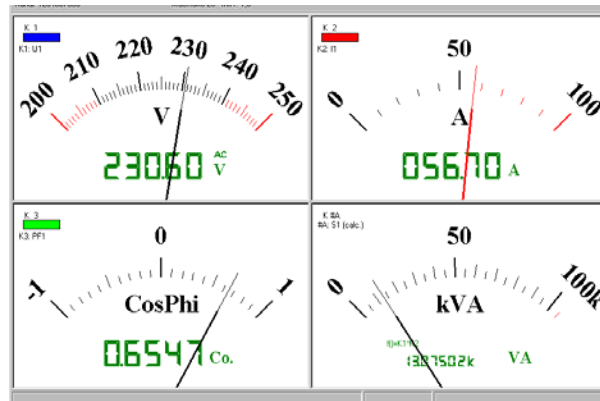 K: 1
K1: U1
200 210 220 230 240 250
V
230.60 AC V
K: 2
K2: I1
0 50 100
A
056.70 A
K: 3
K3: PF1
-1 0 1
CosPhi
0.6547 Co.
K: #A
#A: S1 (calc.)
0 50 100k
kVA
13.07502k VA